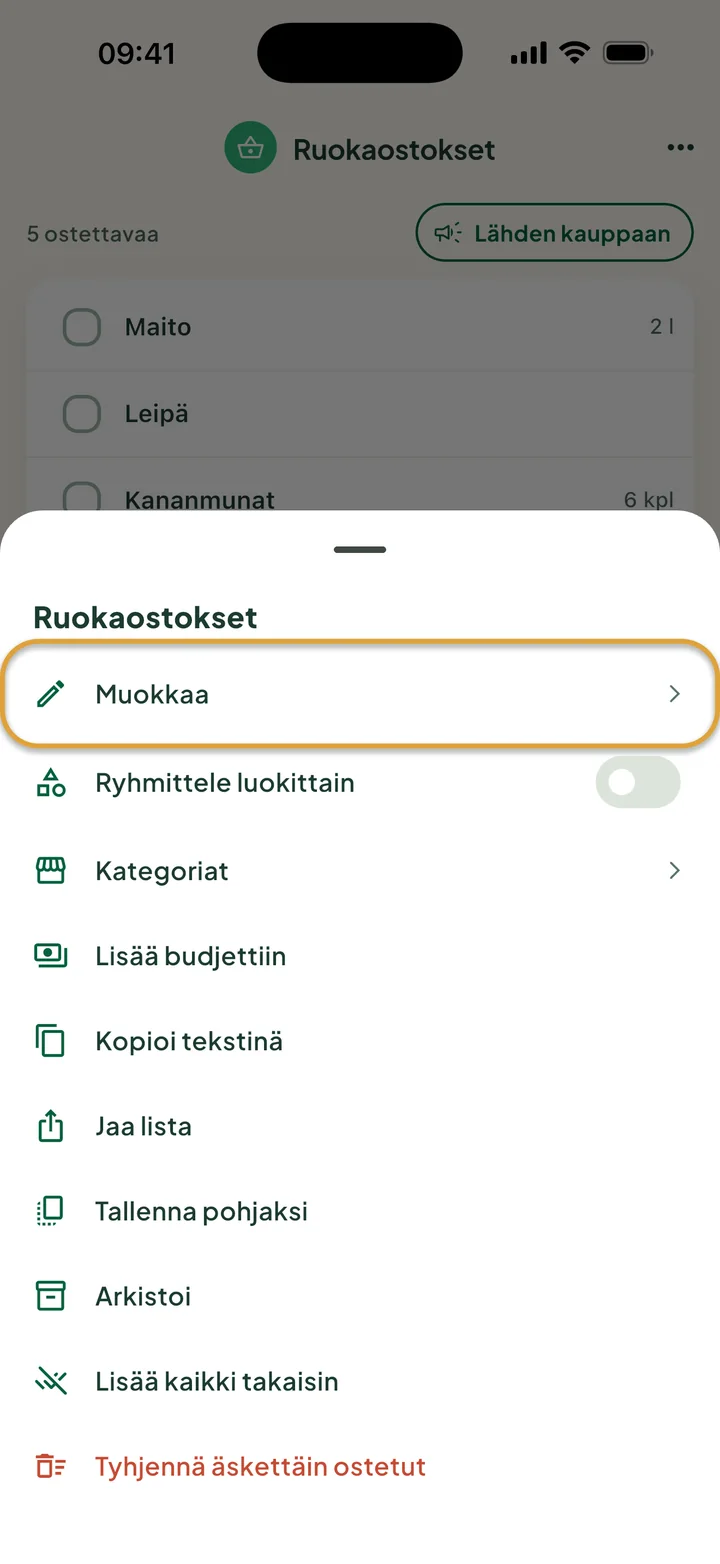 09:41
Ruokaostokset
5 ostettavaa
Lähden kauppaan
Maito 2 l
Leipä
Kananmunat 6 kpl
Ruokaostokset
Muokkaa
Ryhmittele luokittain
Kategoriat
Lisää budjettiin
Kopioi tekstinä
Jaa lista
Tallenna pohjaksi
Arkistoi
Lisää kaikki takaisin
Tyhjennä äskettäin ostetut